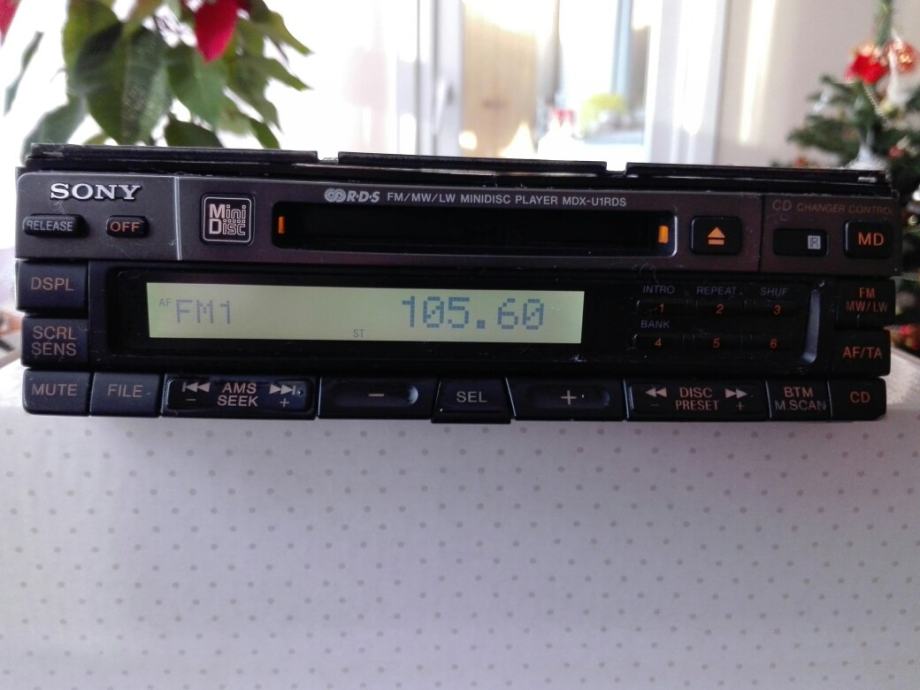 SONY
RELEASE
OFF
Mini
Disc
R·D·S FM/MW/LW MINIDISC PLAYER MDX-U1RDS
CD CHANGER CONTROL
R
MD
DSPL
SCRL
SENS
AF
FM1
105.60
ST
INTRO REPEAT SHUF
1 2 3
BANK
4 5 6
FM
MW/LW
AF/TA
MUTE
FILE
AMS
SEEK
−
+
−
SEL
+
DISC
PRESET
−
+
BTM
M.SCAN
CD